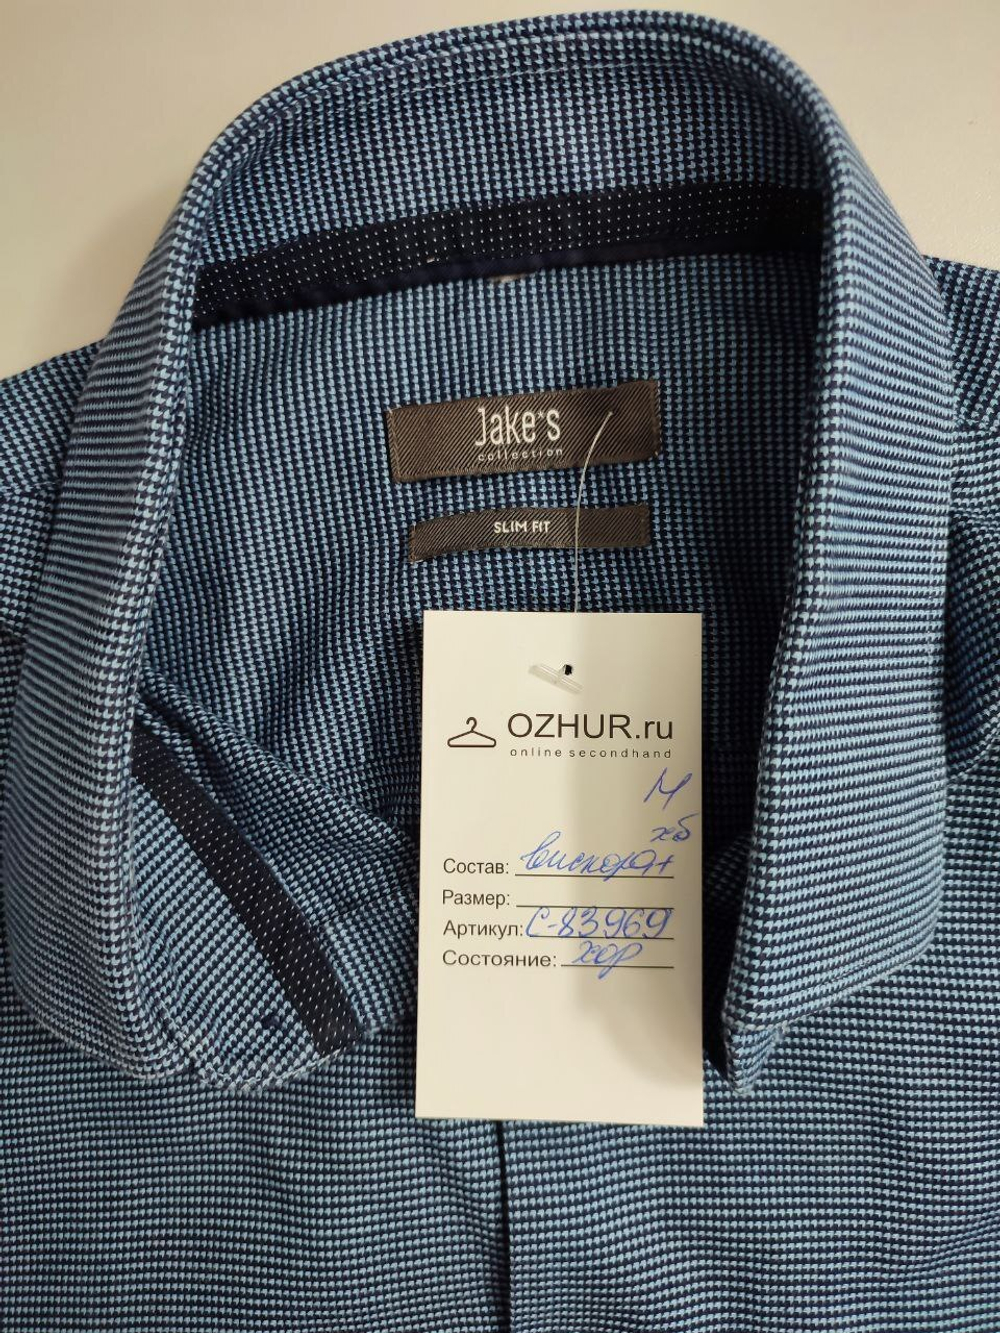 Jake*s
collection
SLIM FIT
OZHUR.ru
online secondhand
М
хб
Состав: вискоза+
Размер:
Артикул: С-83969
Состояние: хор